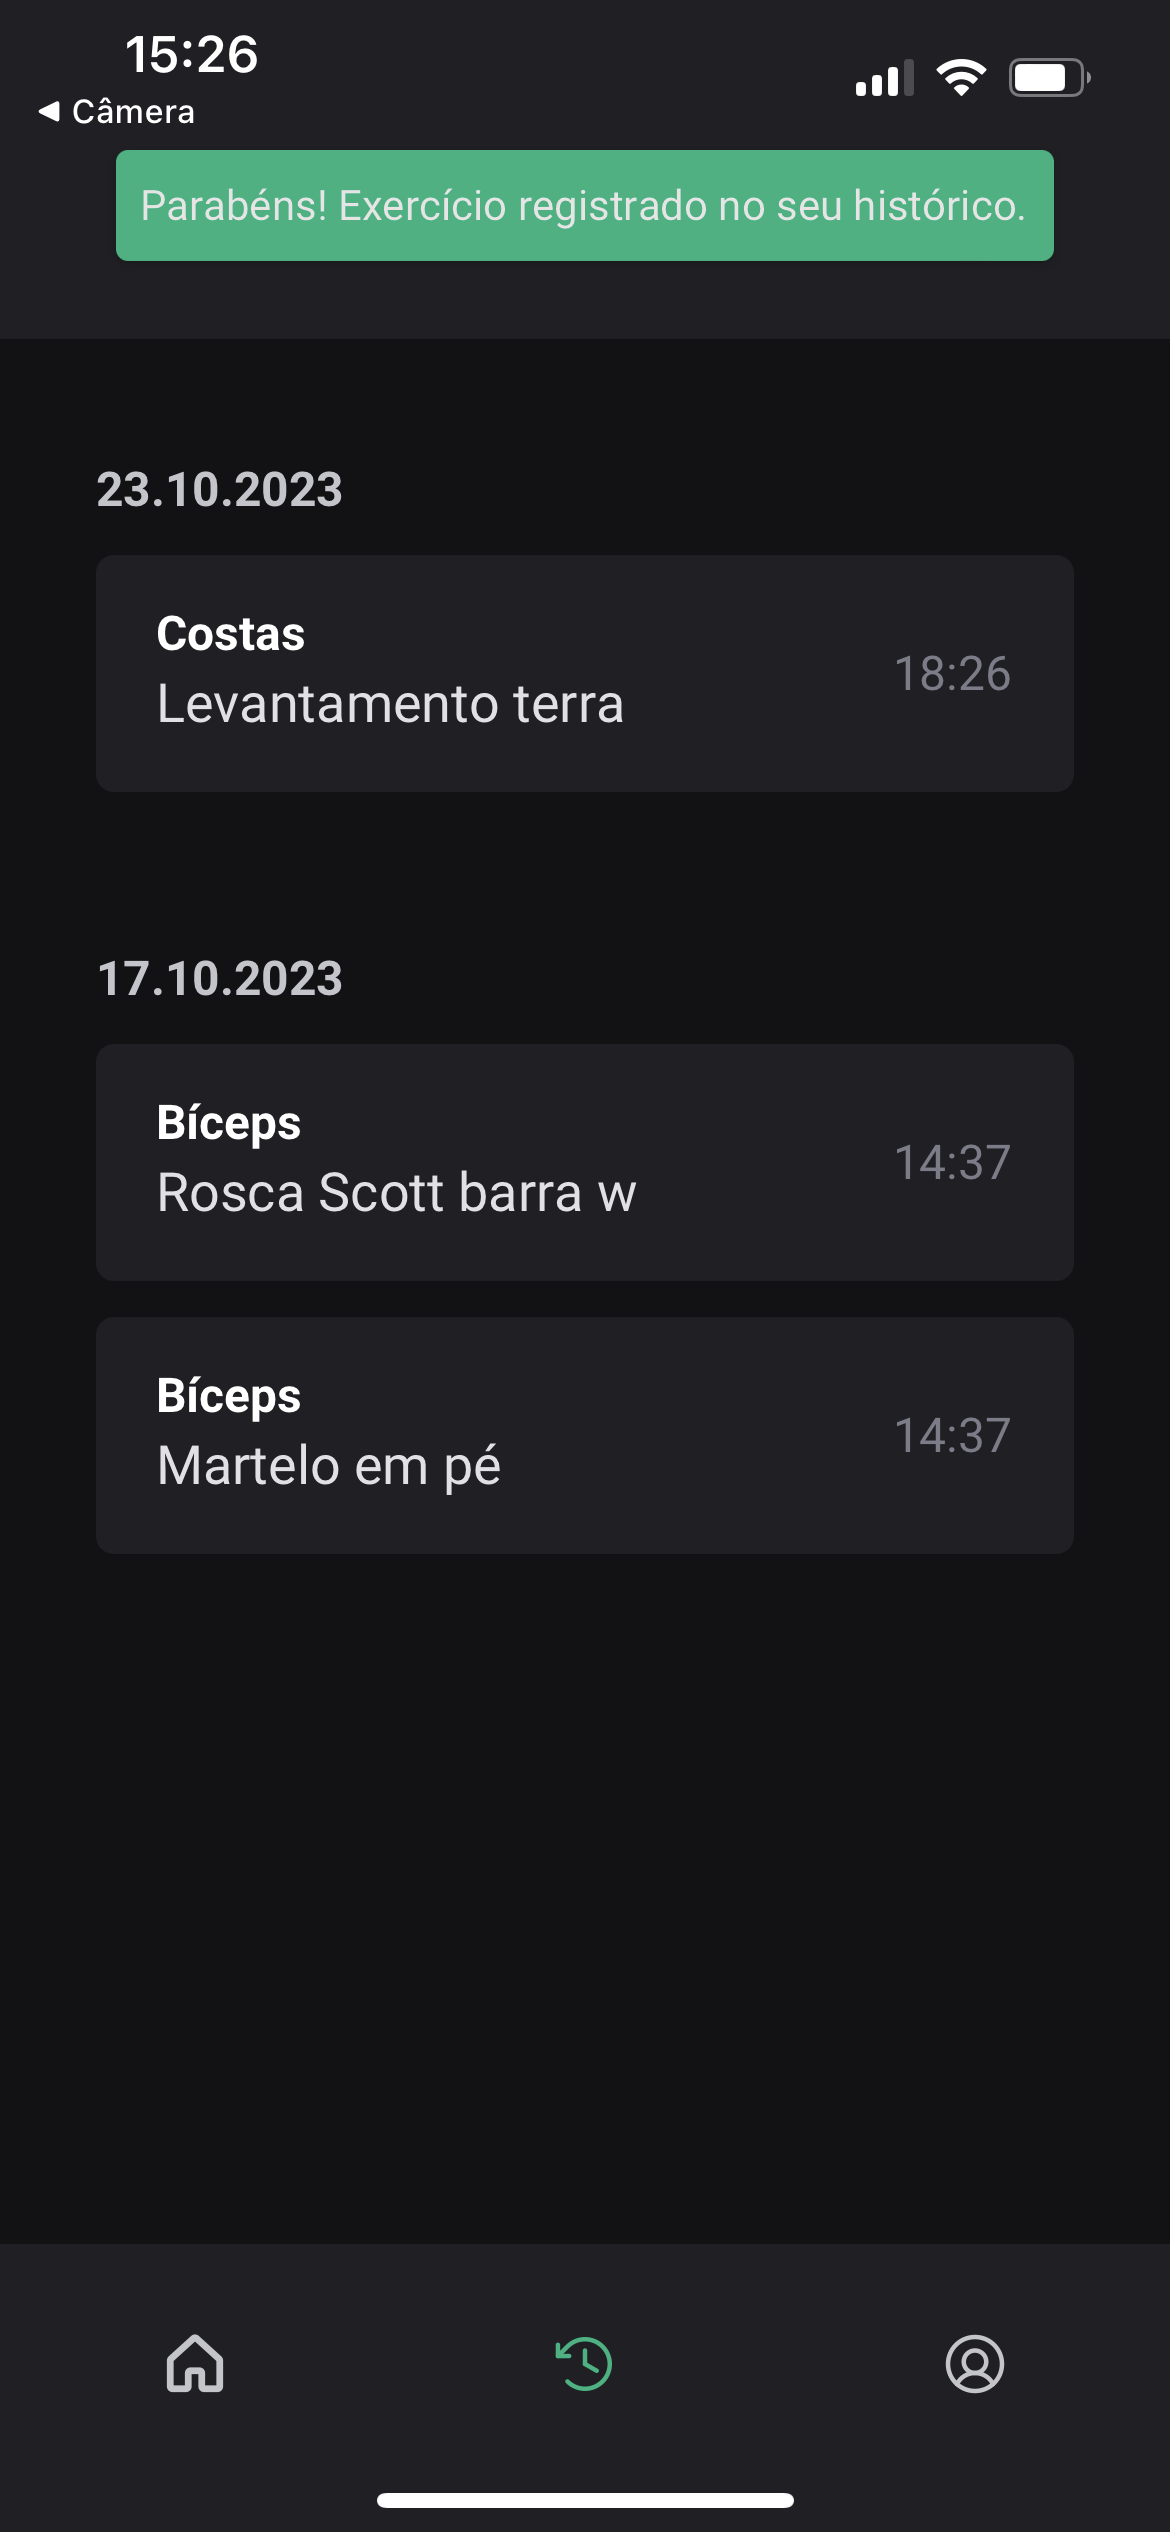 15:26
◀ Câmera
Parabéns! Exercício registrado no seu histórico.
23.10.2023
Costas
Levantamento terra
18:26
17.10.2023
Bíceps
Rosca Scott barra w
14:37
Bíceps
Martelo em pé
14:37